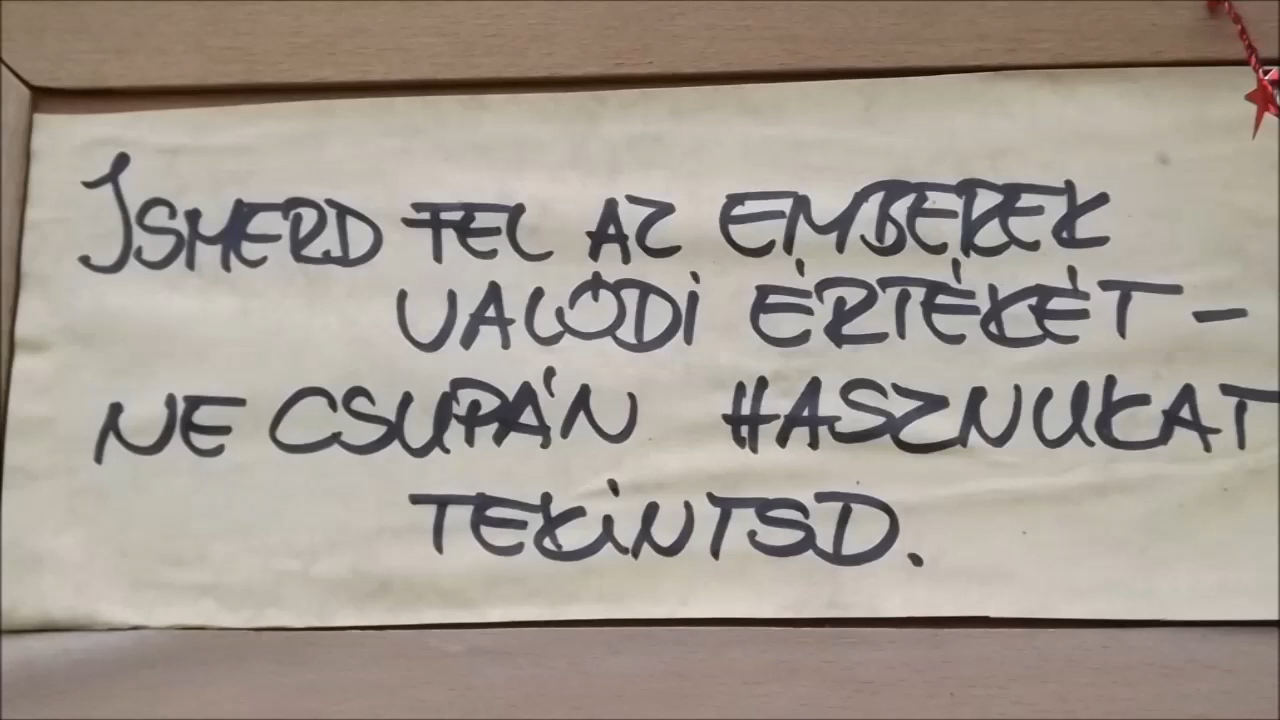 ISMERD FEL AZ EMBEREK
VALÓDI ÉRTÉKÉT –
NE CSUPÁN HASZNUKAT
TEKINTSD.